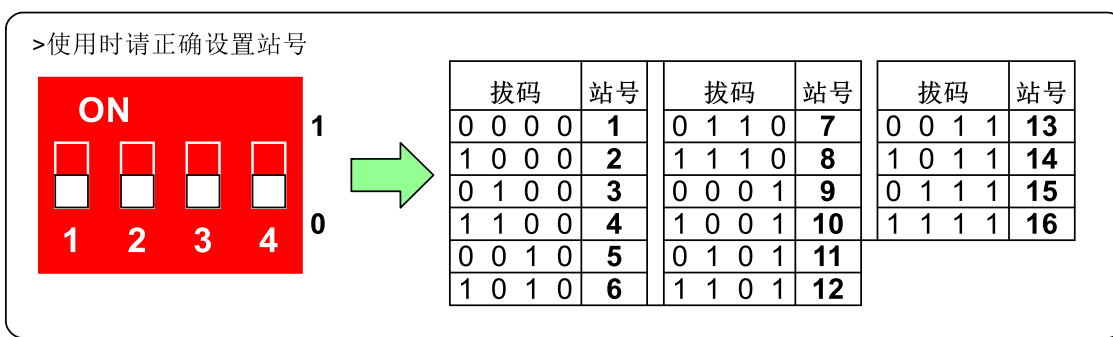 >使用时请正确设置站号
ON
1
0
1 2 3 4
拔码 站号 拔码 站号 拔码 站号
0 0 0 0 1 0 1 1 0 7 0 0 1 1 13
1 0 0 0 2 1 1 1 0 8 1 0 1 1 14
0 1 0 0 3 0 0 0 1 9 0 1 1 1 15
1 1 0 0 4 1 0 0 1 10 1 1 1 1 16
0 0 1 0 5 0 1 0 1 11
1 0 1 0 6 1 1 0 1 12